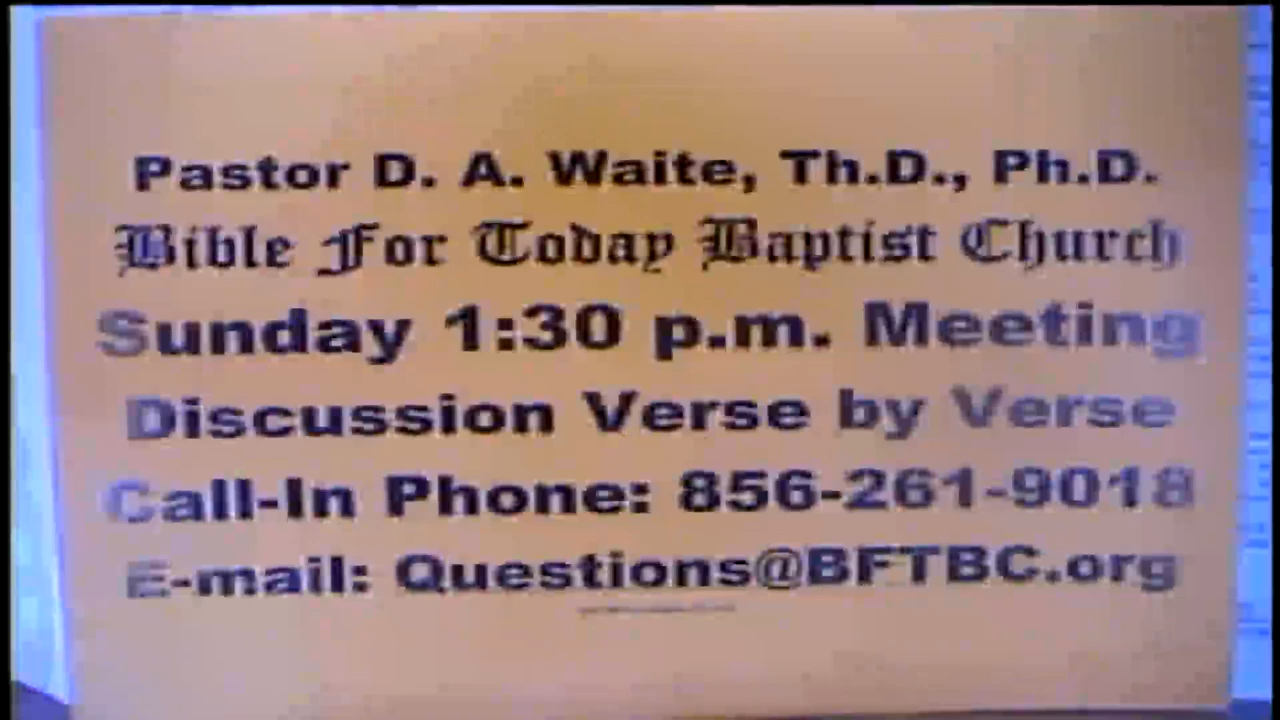 Pastor D. A. Waite, Th.D., Ph.D.
Bible For Today Baptist Church
Sunday 1:30 p.m. Meeting
Discussion Verse by Verse
Call-In Phone: 856-261-9018
E-mail: Questions@BFTBC.org